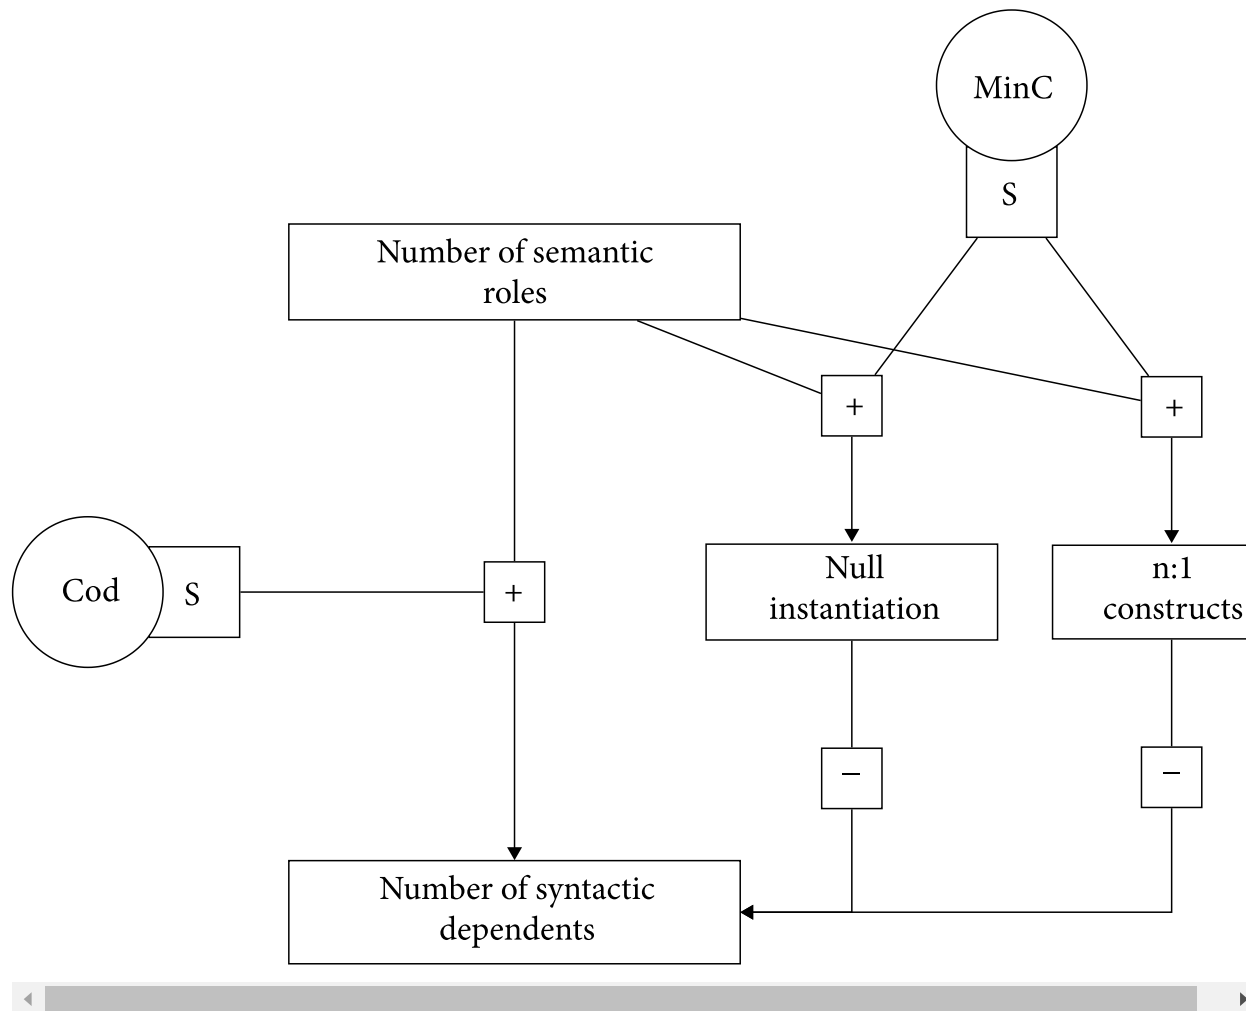 MinC
S
Number of semantic
roles
+
+
Cod
S
+
Null
instantiation
n:1
constructs
−
−
Number of syntactic
dependents